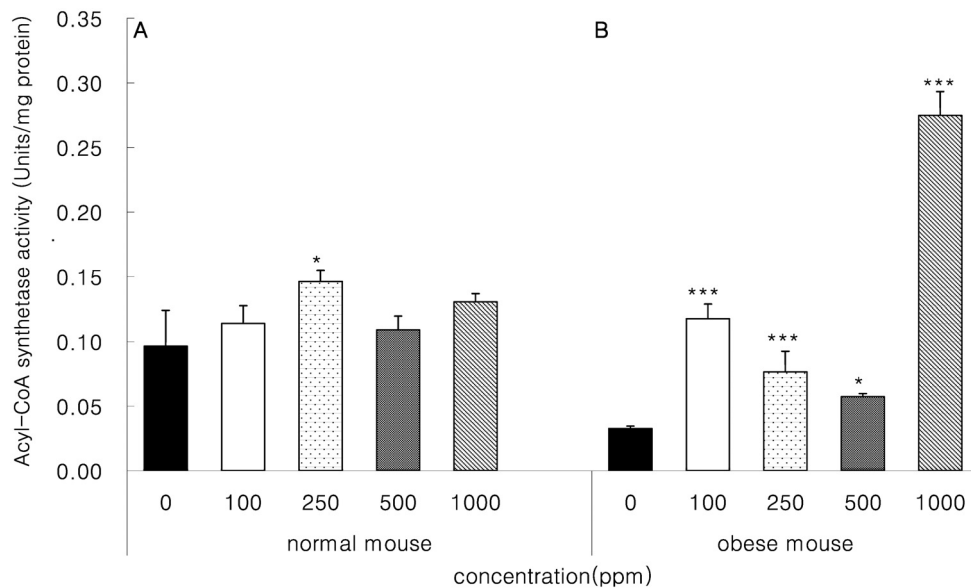 Acyl-CoA synthetase activity (Units/mg protein)
0.35
0.30
0.25
0.20
0.15
0.10
0.05
0.00
A
*
0 100 250 500 1000
normal mouse
B
***
***
*
***
0 100 250 500 1000
obese mouse
concentration(ppm)